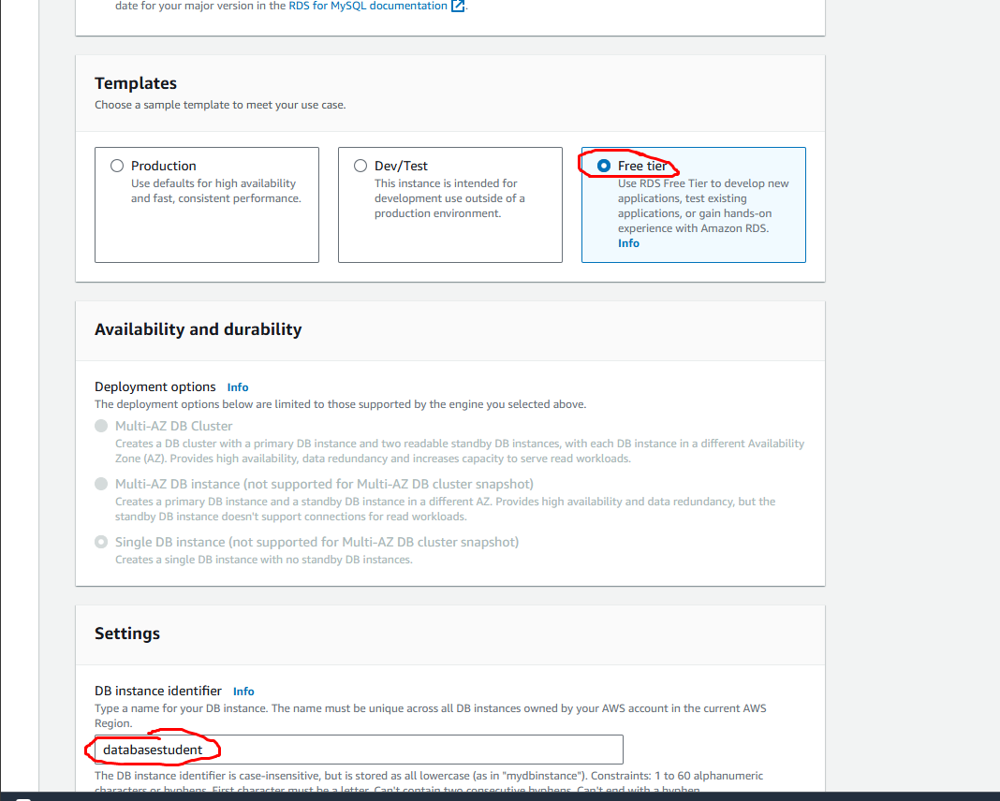 date for your major version in the RDS for MySQL documentation.
Templates
Choose a sample template to meet your use case.
Production
Use defaults for high availability
and fast, consistent performance.
Dev/Test
This instance is intended for
development use outside of a
production environment.
Free tier
Use RDS Free Tier to develop new
applications, test existing
applications, or gain hands-on
experience with Amazon RDS.
Info
Availability and durability
Deployment options Info
The deployment options below are limited to those supported by the engine you selected above.
Multi-AZ DB Cluster
Creates a DB cluster with a primary DB instance and two readable standby DB instances, with each DB instance in a different Availability
Zone (AZ). Provides high availability, data redundancy and increases capacity to serve read workloads.
Multi-AZ DB instance (not supported for Multi-AZ DB cluster snapshot)
Creates a primary DB instance and a standby DB instance in a different AZ. Provides high availability and data redundancy, but the
standby DB instance doesn't support connections for read workloads.
Single DB instance (not supported for Multi-AZ DB cluster snapshot)
Creates a single DB instance with no standby DB instances.
Settings
DB instance identifier Info
Type a name for your DB instance. The name must be unique across all DB instances owned by your AWS account in the current AWS
Region.
databasestudent
The DB instance identifier is case-insensitive, but is stored as all lowercase (as in "mydbinstance"). Constraints: 1 to 60 alphanumeric
characters or hyphens. First character must be a letter. Can't contain two consecutive hyphens. Can't end with a hyphen.